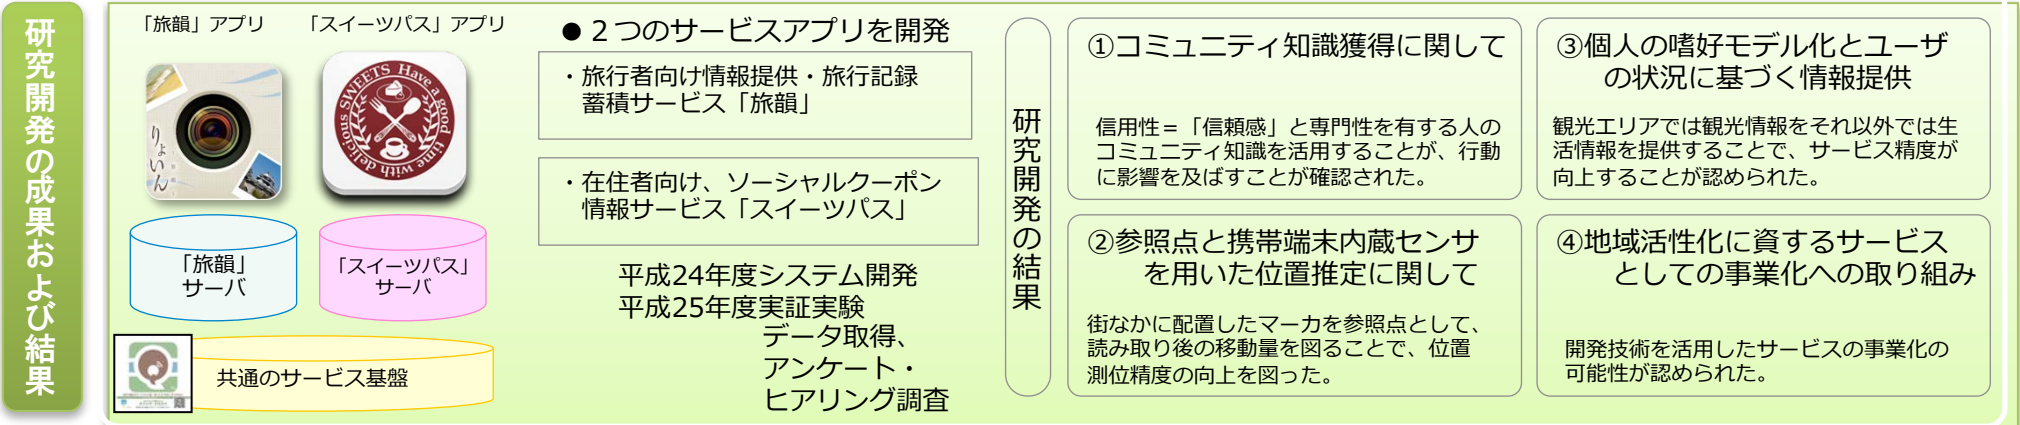 研究開発の成果および結果
「旅韻」アプリ
「スイーツパス」アプリ
りょいん
SWEETS Have a good time with delicious
「旅韻」
サーバ
「スイーツパス」
サーバ
共通のサービス基盤
●２つのサービスアプリを開発
・旅行者向け情報提供・旅行記録
蓄積サービス「旅韻」
・在住者向け、ソーシャルクーポン
情報サービス「スイーツパス」
平成24年度システム開発
平成25年度実証実験
データ取得、
アンケート・
ヒアリング調査
研究開発の結果
①コミュニティ知識獲得に関して
信用性＝「信頼感」と専門性を有する人の
コミュニティ知識を活用することが、行動
に影響を及ばすことが確認された。
②参照点と携帯端末内蔵センサ
を用いた位置推定に関して
街なかに配置したマーカを参照点として、
読み取り後の移動量を図ることで、位置
測位精度の向上を図った。
③個人の嗜好モデル化とユーザ
の状況に基づく情報提供
観光エリアでは観光情報をそれ以外では生
活情報を提供することで、サービス精度が
向上することが認められた。
④地域活性化に資するサービス
としての事業化への取り組み
開発技術を活用したサービスの事業化の
可能性が認められた。